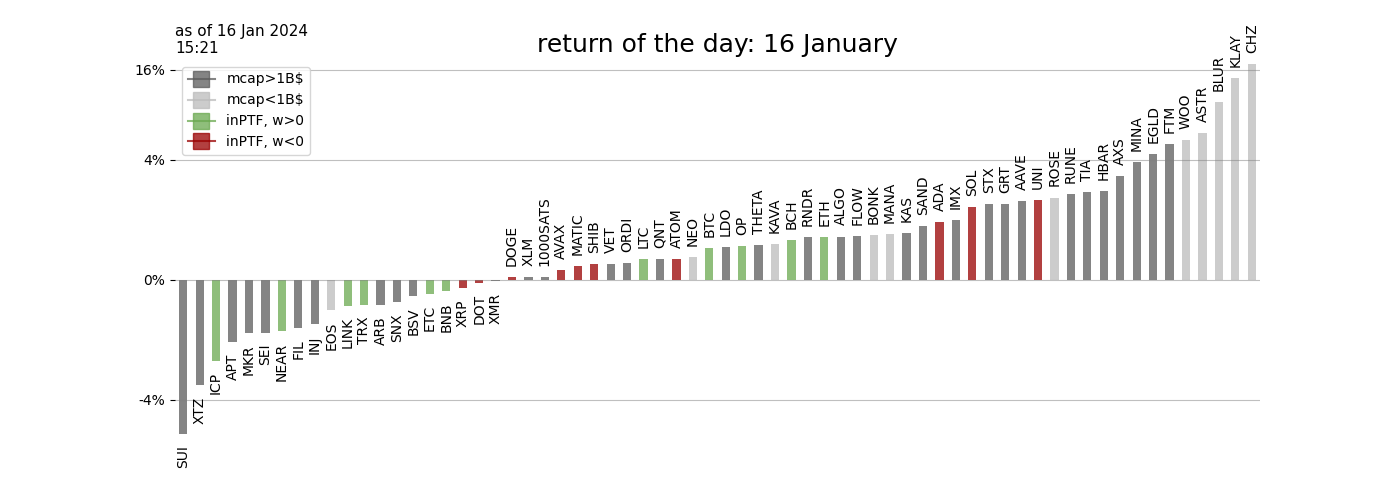 as of 16 Jan 2024
15:21
return of the day: 16 January
mcap>1B$
mcap<1B$
inPTF, w>0
inPTF, w<0
16%
4%
0%
-4%
SUI
XTZ
ICP
APT
MKR
SEI
NEAR
FIL
INJ
EOS
LINK
TRX
ARB
SNX
BSV
ETC
BNB
XRP
DOT
XMR
DOGE
XLM
1000SATS
AVAX
MATIC
SHIB
VET
ORDI
LTC
QNT
ATOM
NEO
BTC
LDO
OP
THETA
KAVA
BCH
RNDR
ETH
ALGO
FLOW
BONK
MANA
KAS
SAND
ADA
IMX
SOL
STX
GRT
AAVE
UNI
ROSE
RUNE
TIA
HBAR
AXS
MINA
EGLD
FTM
WOO
ASTR
BLUR
KLAY
CHZ